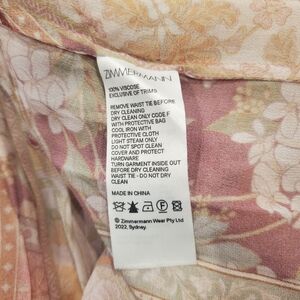 ZIMMERMANN
100% VISCOSE
EXCLUSIVE OF TRIMS
REMOVE WAIST TIE BEFORE
DRY CLEANING
DRY CLEAN ONLY CODE F
WITH PROTECTIVE BAG
COOL IRON WITH
PROTECTIVE CLOTH
LIGHT STEAM ONLY
DO NOT SPOT CLEAN
COVER AND PROTECT
HARDWARE
TURN GARMENT INSIDE OUT
BEFORE DRY CLEANING
WAIST TIE - DO NOT DRY
CLEAN
MADE IN CHINA
© Zimmermann Wear Pty Ltd
2022, Sydney.